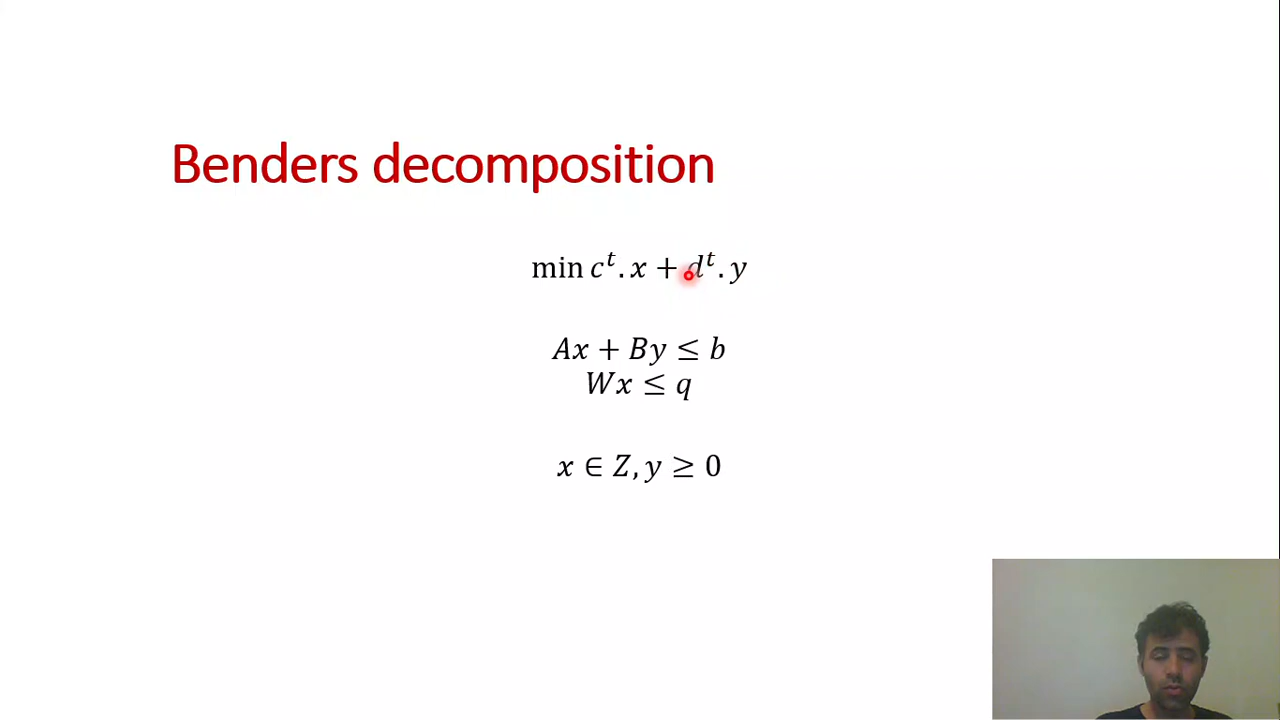 Benders decomposition
min cᵗ. x + dᵗ. y
Ax + By ≤ b
Wx ≤ q
x ∈ Z, y ≥ 0